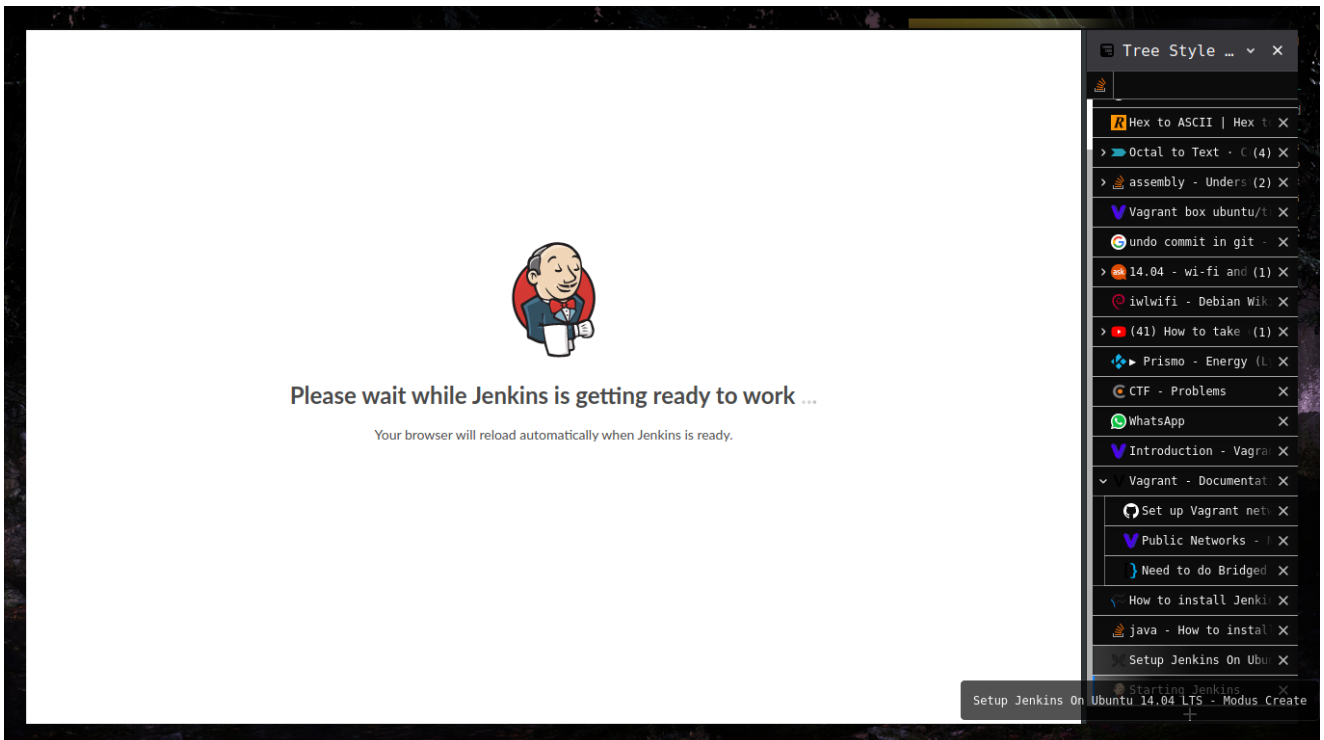 Please wait while Jenkins is getting ready to work ...
Your browser will reload automatically when Jenkins is ready.
Tree Style …
Hex to ASCII | Hex t
Octal to Text · C (4)
assembly - Unders (2)
Vagrant box ubuntu/t
undo commit in git -
ask 14.04 - wi-fi and (1)
iwlwifi - Debian Wik
(41) How to take (1)
▶ Prismo - Energy (L
CTF - Problems
WhatsApp
Introduction - Vagra
Vagrant - Documentat
Set up Vagrant net
Public Networks -
Need to do Bridged
How to install Jenki
java - How to instal
Setup Jenkins On Ubu
Starting Jenkins
Setup Jenkins On Ubuntu 14.04 LTS - Modus Create